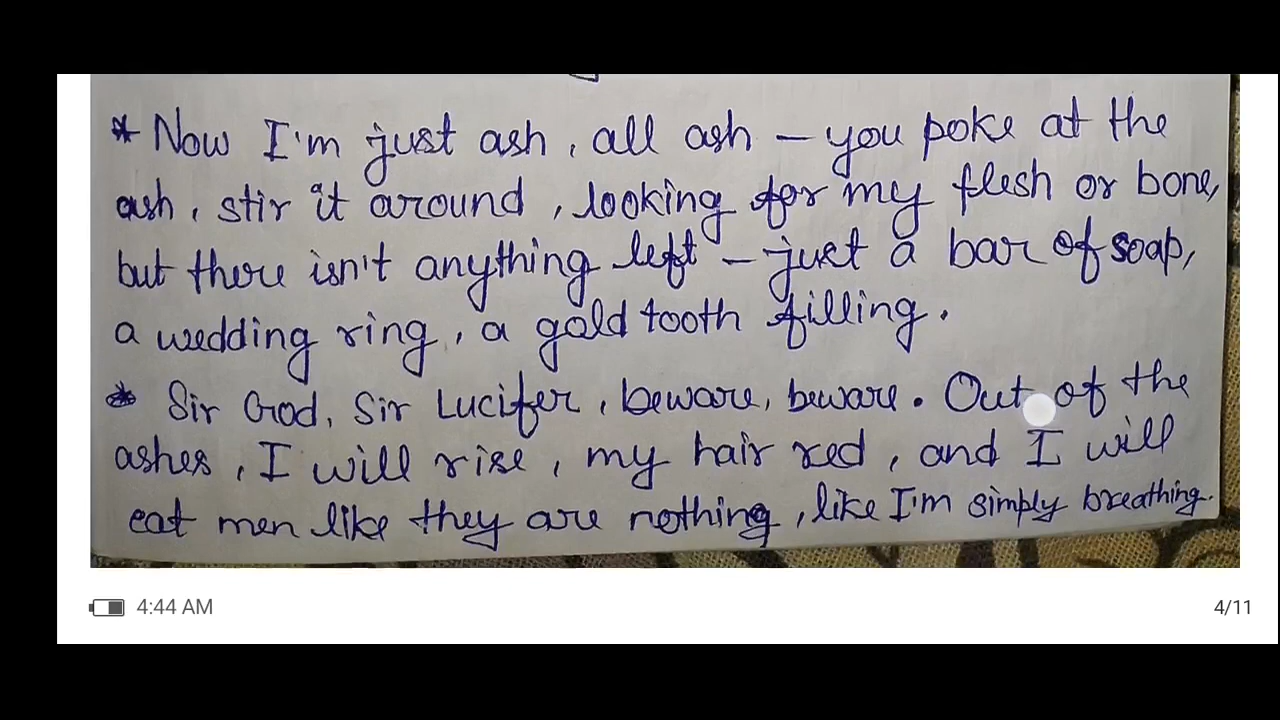 * Now I'm just ash, all ash – you poke at the
ash, stir it around, looking for my flesh or bone,
but there isn't anything left – just a bar of soap,
a wedding ring, a gold tooth filling.
* Sir God, Sir Lucifer, beware, beware. Out of the
ashes, I will rise, my hair red, and I will
eat men like they are nothing, like I'm simply breathing.
4:44 AM
4/11